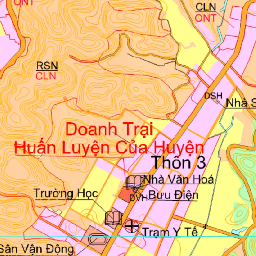 CLN
ONT
ONT
RSN
CLN
DSH
Nhà S
Doanh Trại
Huấn Luyện Của Huyện
Thôn 3
Nhà Văn Hoá
Trường Học
DVH
Bưu Điện
Trạm Y Tế
Sân Vận Động